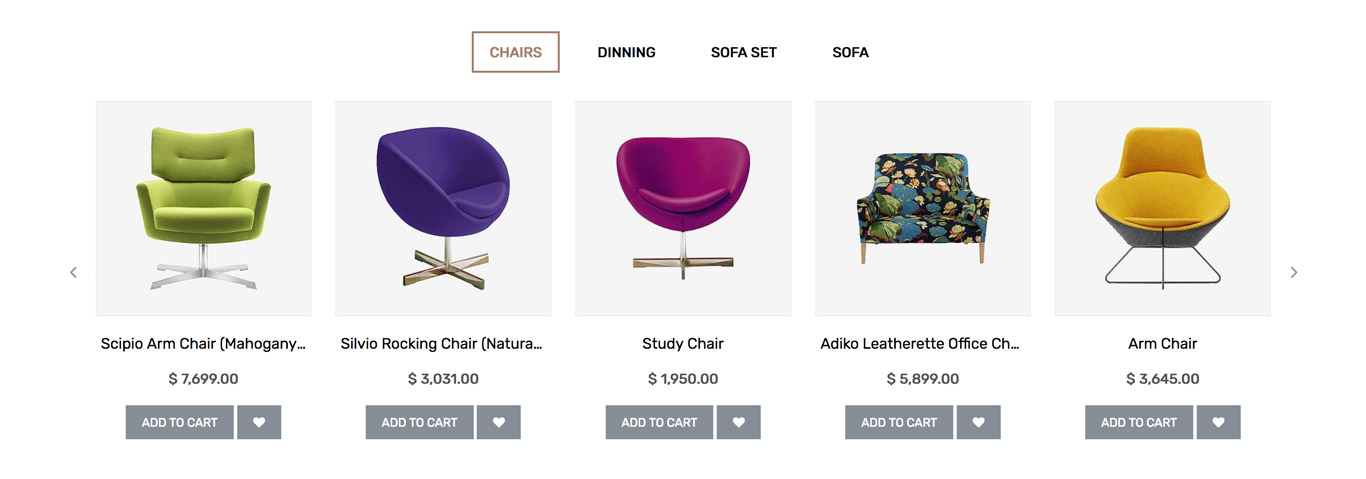 CHAIRS DINNING SOFA SET SOFA
Scipio Arm Chair (Mahogany... Silvio Rocking Chair (Natura... Study Chair Adiko Leatherette Office Ch... Arm Chair
$ 7,699.00 $ 3,031.00 $ 1,950.00 $ 5,899.00 $ 3,645.00
ADD TO CART ADD TO CART ADD TO CART ADD TO CART ADD TO CART